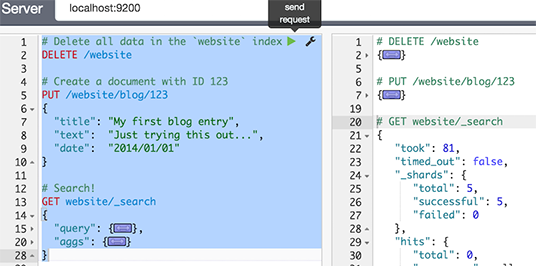 Server localhost:9200
send
request
1 # Delete all data in the `website` index
2 DELETE /website
3
4 # Create a document with ID 123
5 PUT /website/blog/123
6 {
7 "title": "My first blog entry",
8 "text": "Just trying this out...",
9 "date": "2014/01/01"
10 }
11
12 # Search!
13 GET website/_search
14 {
15 "query": {},
20 "aggs": {}
28 }
1 # DELETE /website
2 {}
5
6 # PUT /website/blog/123
7 {}
19
20 # GET website/_search
21 {
22 "took": 81,
23 "timed_out": false,
24 "_shards": {
25 "total": 5,
26 "successful": 5,
27 "failed": 0
28 },
29 "hits": {
30 "total": 0,
31